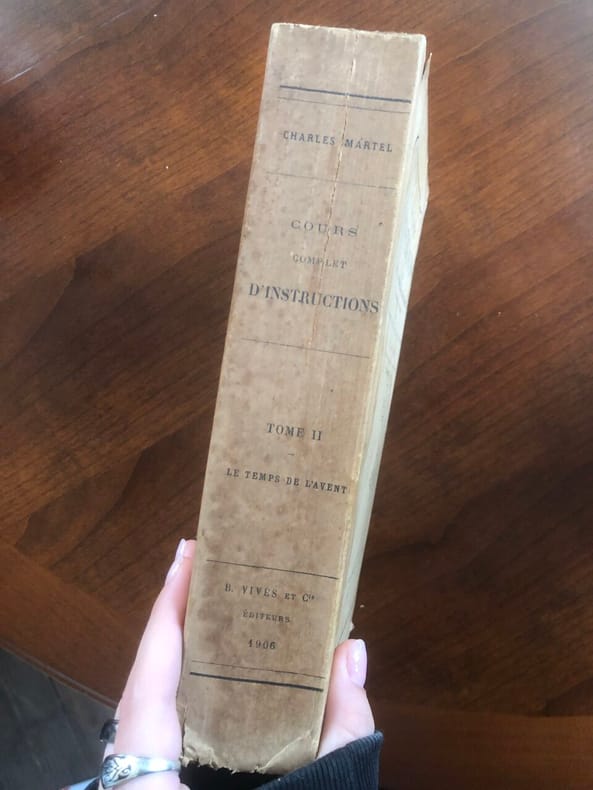 CHARLES MARTEL
COURS
COMPLET
D'INSTRUCTIONS
TOME II
LE TEMPS DE L'AVENT
B. VIVÈS ET Cie
ÉDITEURS
1906